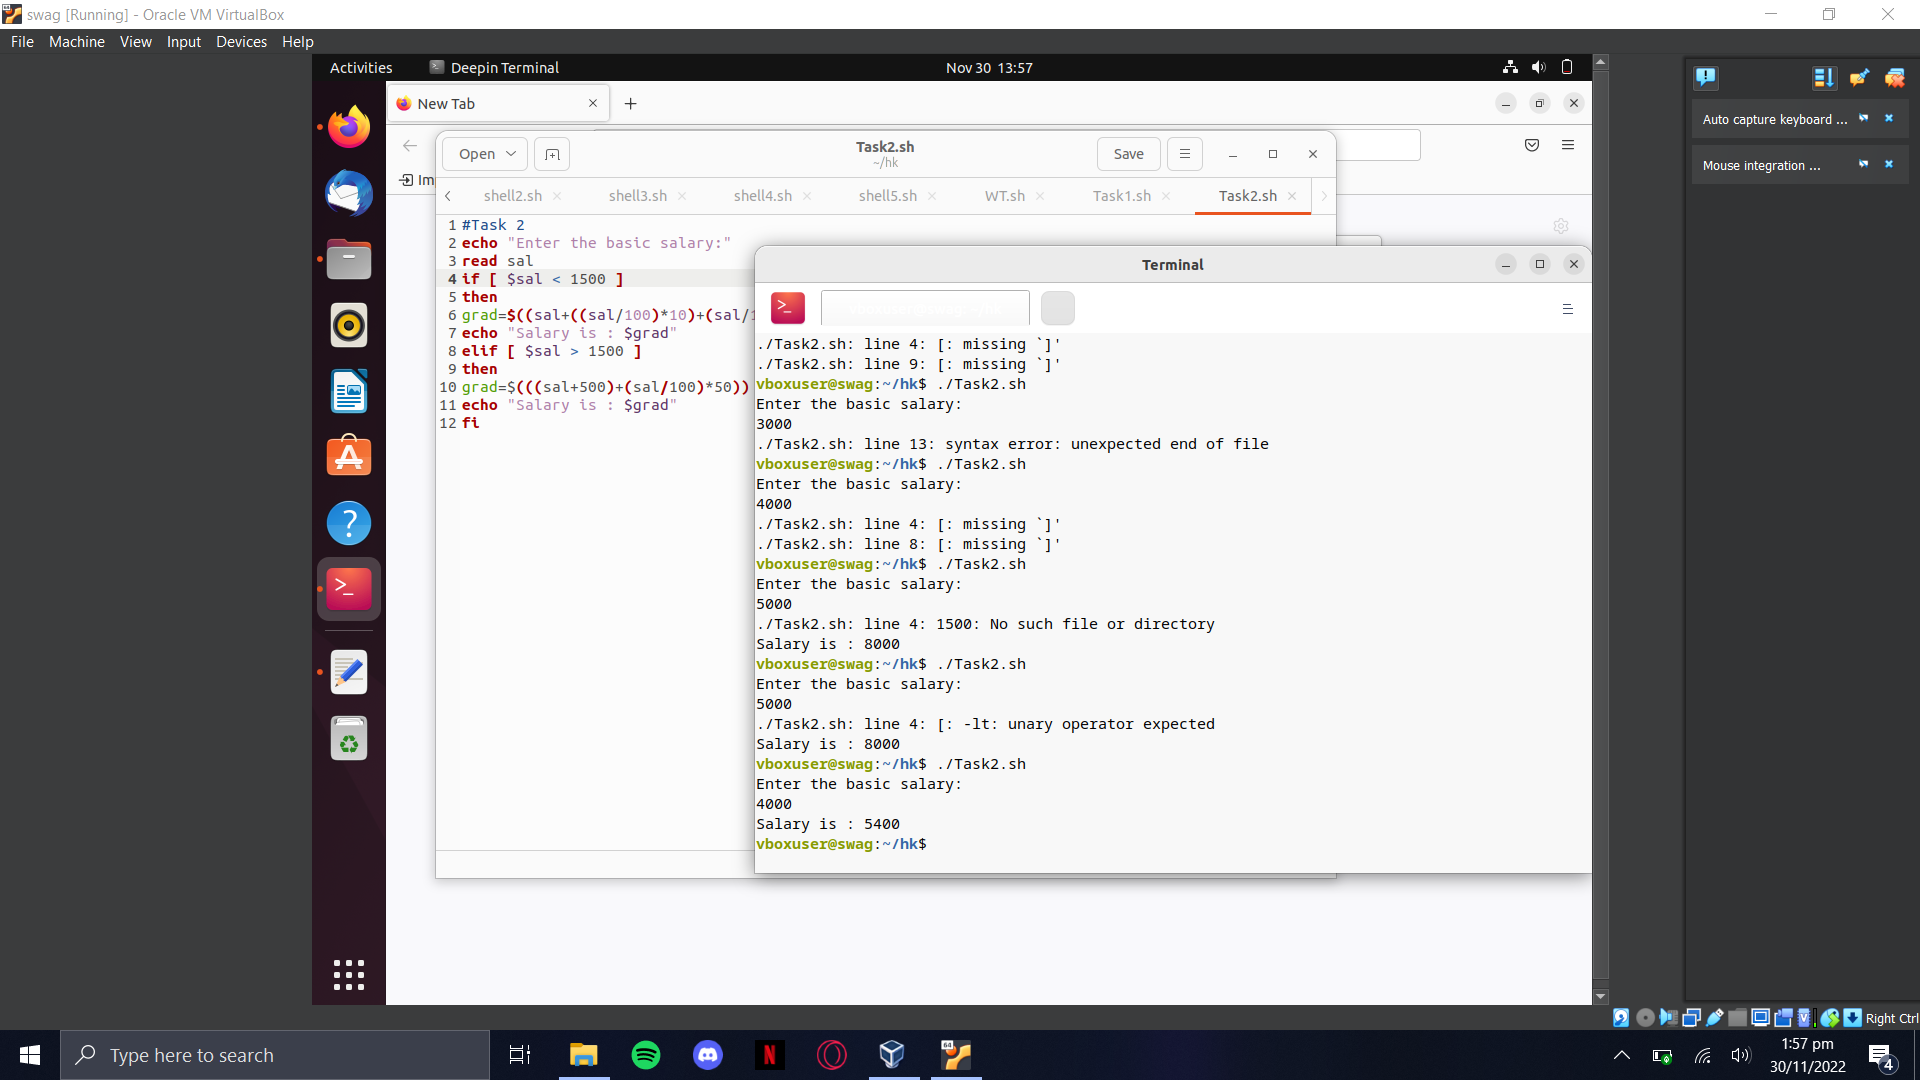 swag [Running] - Oracle VM VirtualBox
File Machine View Input Devices Help
Activities Deepin Terminal Nov 30 13:57
New Tab
Open Task2.sh Save
~/hk
Im
shell2.sh shell3.sh shell4.sh shell5.sh WT.sh Task1.sh Task2.sh
1 #Task 2
2 echo "Enter the basic salary:"
3 read sal
4 if [ $sal < 1500 ]
5 then
6 grad=$((sal+((sal/100)*10)+(sal/1
7 echo "Salary is : $grad"
8 elif [ $sal > 1500 ]
9 then
10 grad=$(((sal+500)+(sal/100)*50))
11 echo "Salary is : $grad"
12 fi
Terminal
./Task2.sh: line 4: [: missing `]'
./Task2.sh: line 9: [: missing `]'
vboxuser@swag:~/hk$ ./Task2.sh
Enter the basic salary:
3000
./Task2.sh: line 13: syntax error: unexpected end of file
vboxuser@swag:~/hk$ ./Task2.sh
Enter the basic salary:
4000
./Task2.sh: line 4: [: missing `]'
./Task2.sh: line 8: [: missing `]'
vboxuser@swag:~/hk$ ./Task2.sh
Enter the basic salary:
5000
./Task2.sh: line 4: 1500: No such file or directory
Salary is : 8000
vboxuser@swag:~/hk$ ./Task2.sh
Enter the basic salary:
5000
./Task2.sh: line 4: [: -lt: unary operator expected
Salary is : 8000
vboxuser@swag:~/hk$ ./Task2.sh
Enter the basic salary:
4000
Salary is : 5400
vboxuser@swag:~/hk$
Auto capture keyboard ...
Mouse integration ...
Right Ctrl
Type here to search
1:57 pm
30/11/2022
4